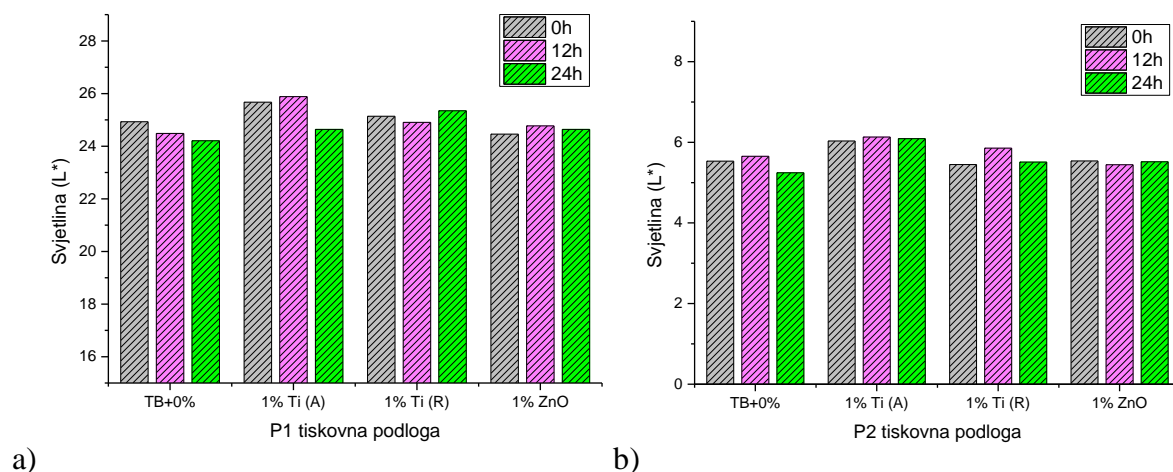 28
26
24
22
20
18
16
Svjetlina (L*)
0h
12h
24h
TB+0%
1% Ti (A)
1% Ti (R)
1% ZnO
P1 tiskovna podloga
a)
8
6
4
2
0
Svjetlina (L*)
0h
12h
24h
TB+0%
1% Ti (A)
1% Ti (R)
1% ZnO
P2 tiskovna podloga
b)